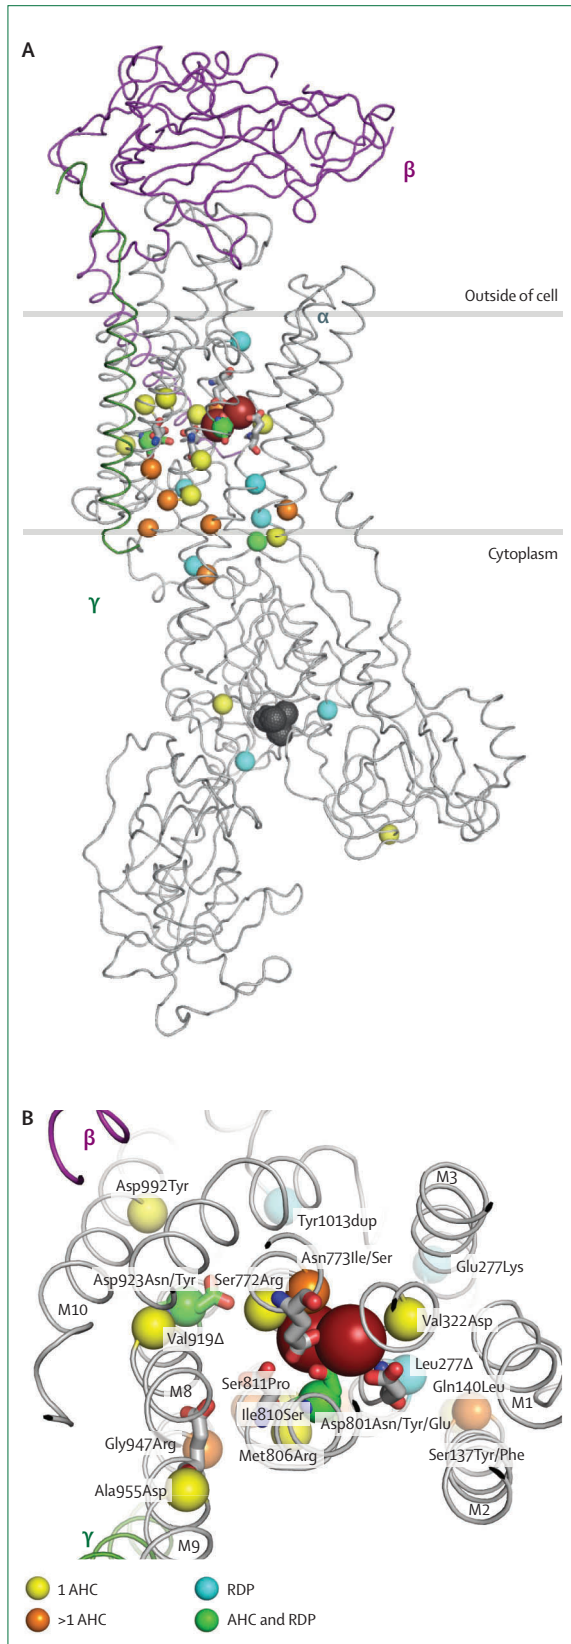 A
β
Outside of cell
α
Cytoplasm
γ
B
β
M3
Asp992Tyr
Tyr1013dup
Asn773Ile/Ser
Glu277Lys
Asp923Asn/Tyr Ser772Arg
M10
Val322Asp
Val919Δ
Leu277Δ
M8
Ser811Pro
Gln140Leu
M1
Ile810Ser
Asp801Asn/Tyr/Glu
Gly947Arg
Met806Arg
Ser137Tyr/Phe
Ala955Asp
M2
γ
M9
1 AHC
RDP
>1 AHC
AHC and RDP